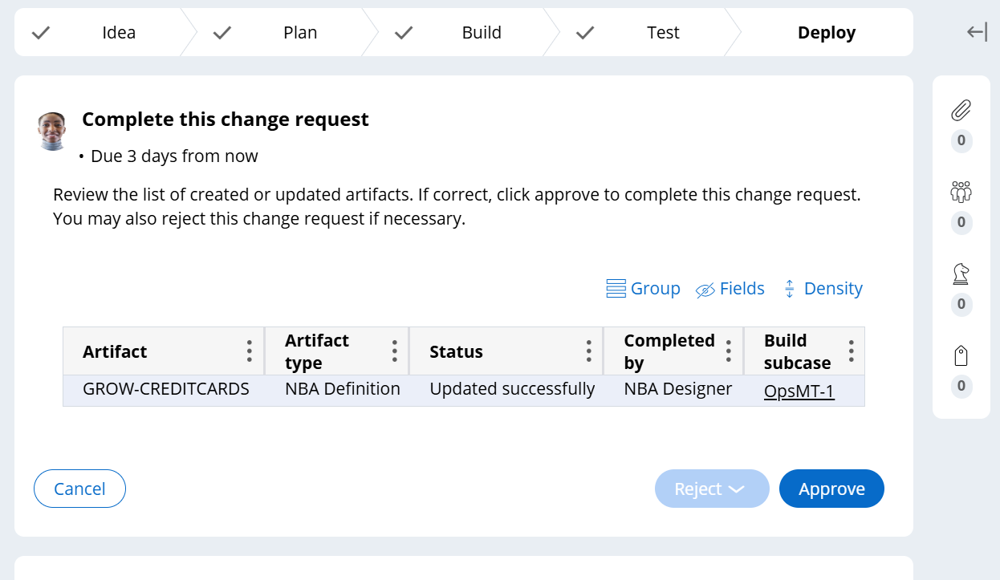 Idea
Plan
Build
Test
Deploy
Complete this change request
• Due 3 days from now
Review the list of created or updated artifacts. If correct, click approve to complete this change request.
You may also reject this change request if necessary.
Group
Fields
Density
Artifact
Artifact
type
Status
Completed
by
Build
subcase
GROW-CREDITCARDS
NBA Definition
Updated successfully
NBA Designer
OpsMT-1
Cancel
Reject
Approve
0
0
0
0